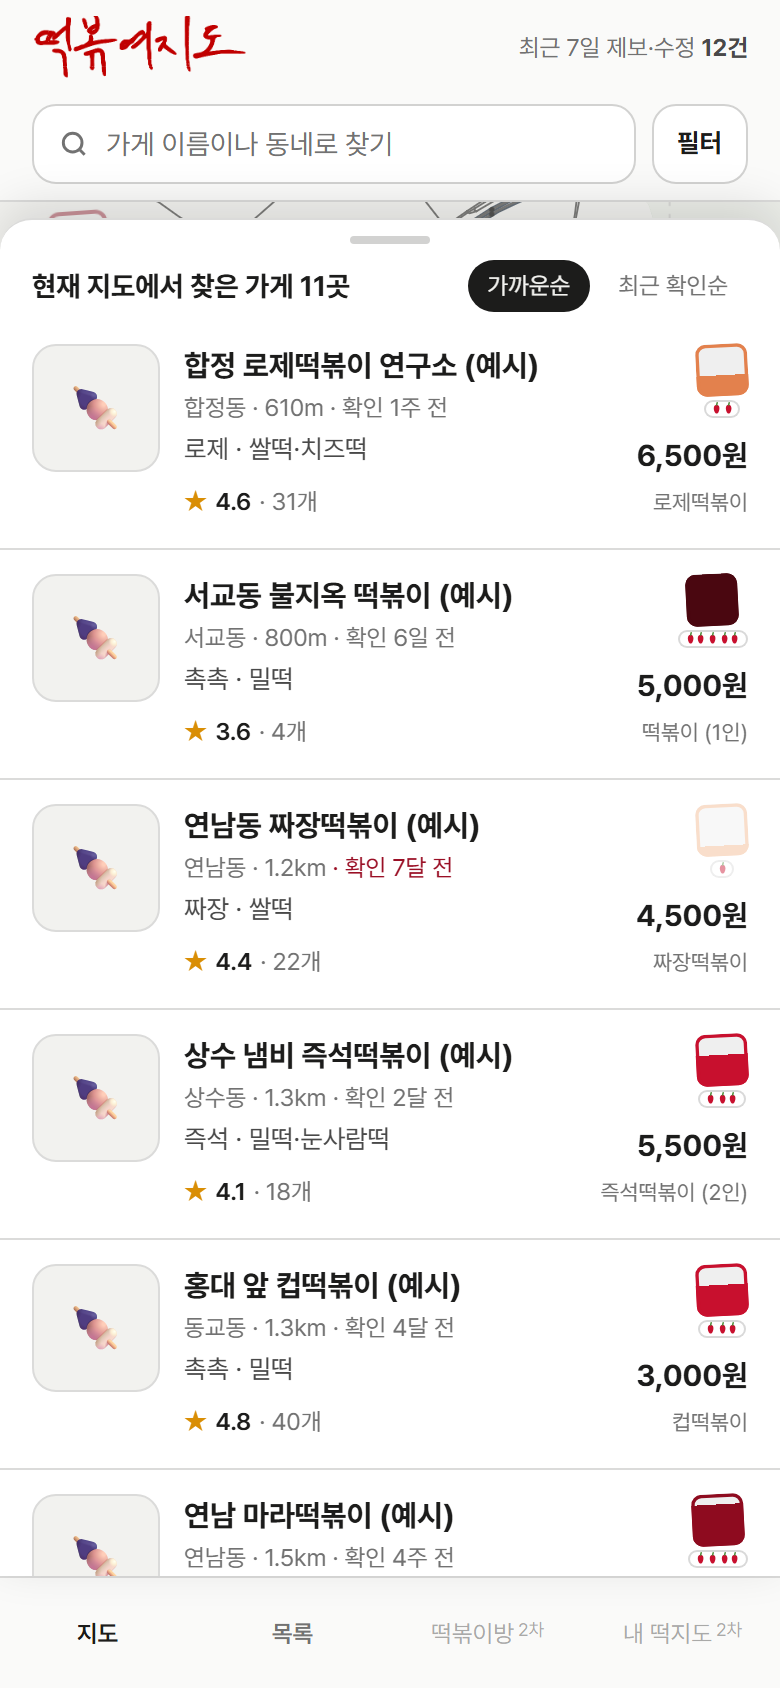 떡볶여지도
최근 7일 제보·수정 12건
가게 이름이나 동네로 찾기
필터
현재 지도에서 찾은 가게 11곳
가까운순
최근 확인순
합정 로제떡볶이 연구소 (예시)
합정동 · 610m · 확인 1주 전
로제 · 쌀떡·치즈떡
★ 4.6 · 31개
6,500원
로제떡볶이
서교동 불지옥 떡볶이 (예시)
서교동 · 800m · 확인 6일 전
촉촉 · 밀떡
★ 3.6 · 4개
5,000원
떡볶이 (1인)
연남동 짜장떡볶이 (예시)
연남동 · 1.2km · 확인 7달 전
짜장 · 쌀떡
★ 4.4 · 22개
4,500원
짜장떡볶이
상수 냄비 즉석떡볶이 (예시)
상수동 · 1.3km · 확인 2달 전
즉석 · 밀떡·눈사람떡
★ 4.1 · 18개
5,500원
즉석떡볶이 (2인)
홍대 앞 컵떡볶이 (예시)
동교동 · 1.3km · 확인 4달 전
촉촉 · 밀떡
★ 4.8 · 40개
3,000원
컵떡볶이
연남 마라떡볶이 (예시)
연남동 · 1.5km · 확인 4주 전
지도
목록
떡볶이방 2차
내 떡지도 2차